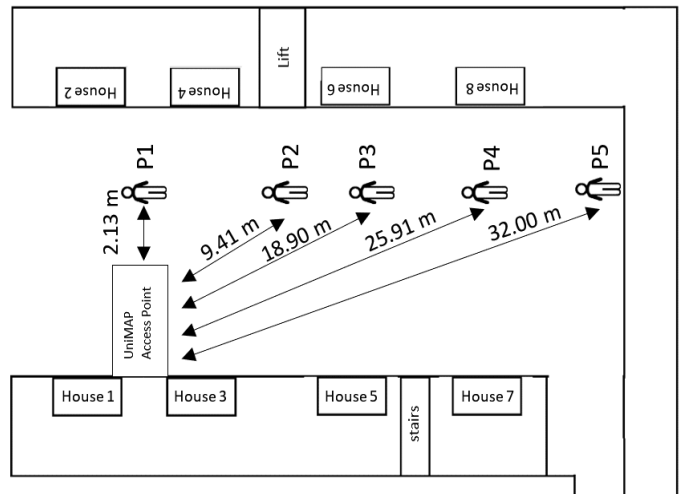 Lift
House 2
House 4
House 6
House 8
P1
P2
P3
P4
P5
2.13 m
9.41 m
18.90 m
25.91 m
32.00 m
UniMAP
Access Point
House 1
House 3
House 5
stairs
House 7